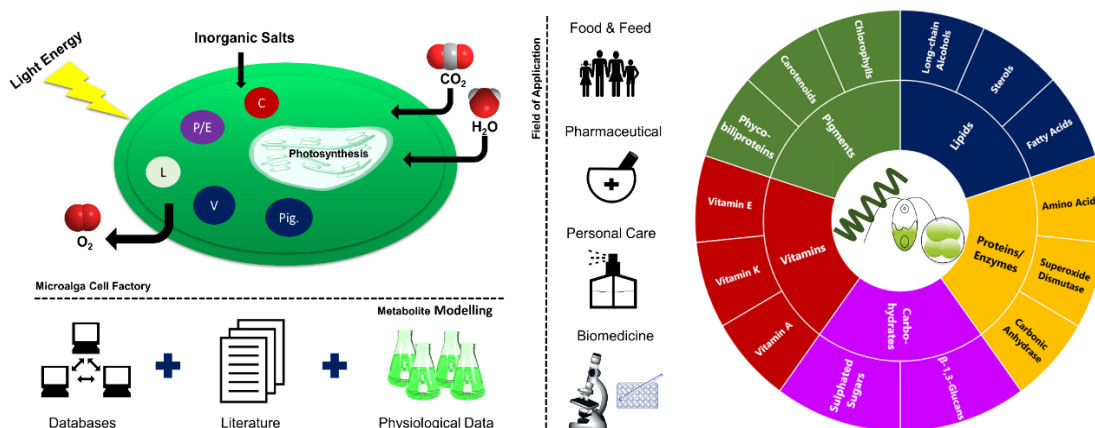 Light Energy
Inorganic Salts
CO2
H2O
C
P/E
Photosynthesis
L
V
Pig.
O2
Microalga Cell Factory
Metabolite Modelling
Databases
Literature
Physiological Data
Field of Application
Food & Feed
Pharmaceutical
Personal Care
Biomedicine
Pigments
Phyco-
biliproteins
Carotenoids
Chlorophylls
Lipids
Long-chain
Alcohols
Sterols
Fatty Acids
Proteins/
Enzymes
Amino Acid
Superoxide
Dismutase
Carbonic
Anhydrase
Carbo-
hydrates
β-1,3-Glucans
Sulphated
Sugars
Vitamins
Vitamin A
Vitamin K
Vitamin E